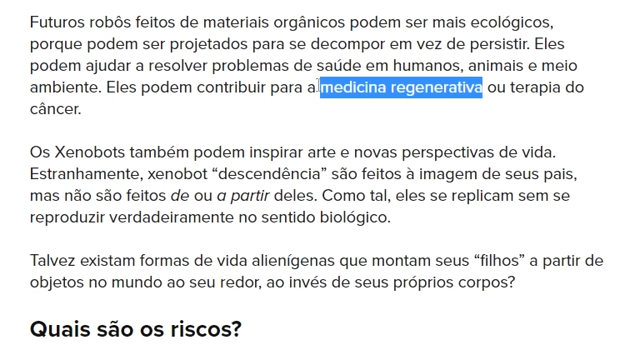 Futuros robôs feitos de materiais orgânicos podem ser mais ecológicos,
porque podem ser projetados para se decompor em vez de persistir. Eles
podem ajudar a resolver problemas de saúde em humanos, animais e meio
ambiente. Eles podem contribuir para a medicina regenerativa ou terapia do
câncer.
Os Xenobots também podem inspirar arte e novas perspectivas de vida.
Estranhamente, xenobot “descendência” são feitos à imagem de seus pais,
mas não são feitos de ou a partir deles. Como tal, eles se replicam sem se
reproduzir verdadeiramente no sentido biológico.
Talvez existam formas de vida alienígenas que montam seus “filhos” a partir de
objetos no mundo ao seu redor, ao invés de seus próprios corpos?
Quais são os riscos?